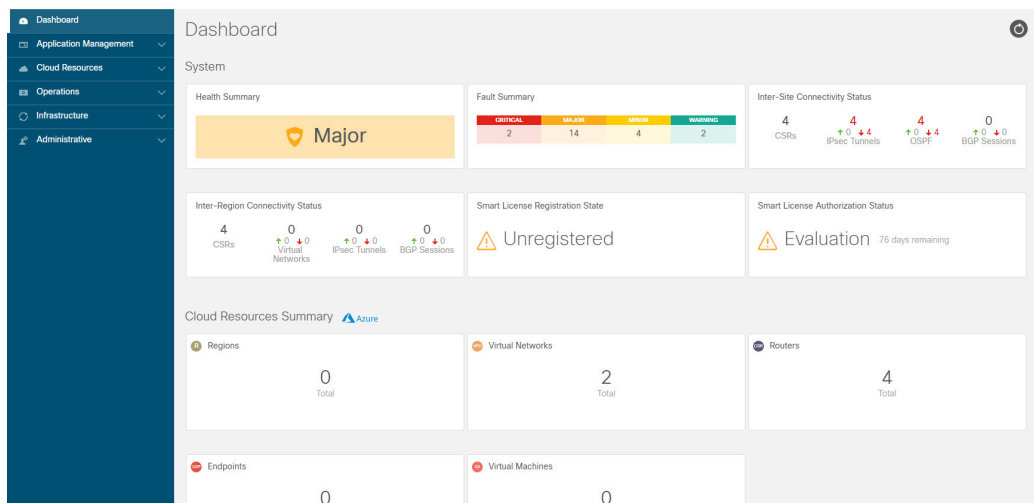 Dashboard
Application Management
Cloud Resources
Operations
Infrastructure
Administrative
Dashboard
System
Health Summary
Major
Fault Summary
CRITICAL MAJOR MINOR WARNING
2 14 4 2
Inter-Site Connectivity Status
4 4 4 0
CSRs ↑ 0 ↓ 4 ↑ 0 ↓ 4 ↑ 0 ↓ 0
IPsec Tunnels OSPF BGP Sessions
Inter-Region Connectivity Status
4 0 0 0
CSRs ↑ 0 ↓ 0 ↑ 0 ↓ 0 ↑ 0 ↓ 0
Virtual IPsec Tunnels BGP Sessions
Networks
Smart License Registration State
Unregistered
Smart License Authorization Status
Evaluation 76 days remaining
Cloud Resources Summary Azure
R Regions
0
Total
VPC Virtual Networks
2
Total
CSR Routers
4
Total
CEP Endpoints
0
CI Virtual Machines
0